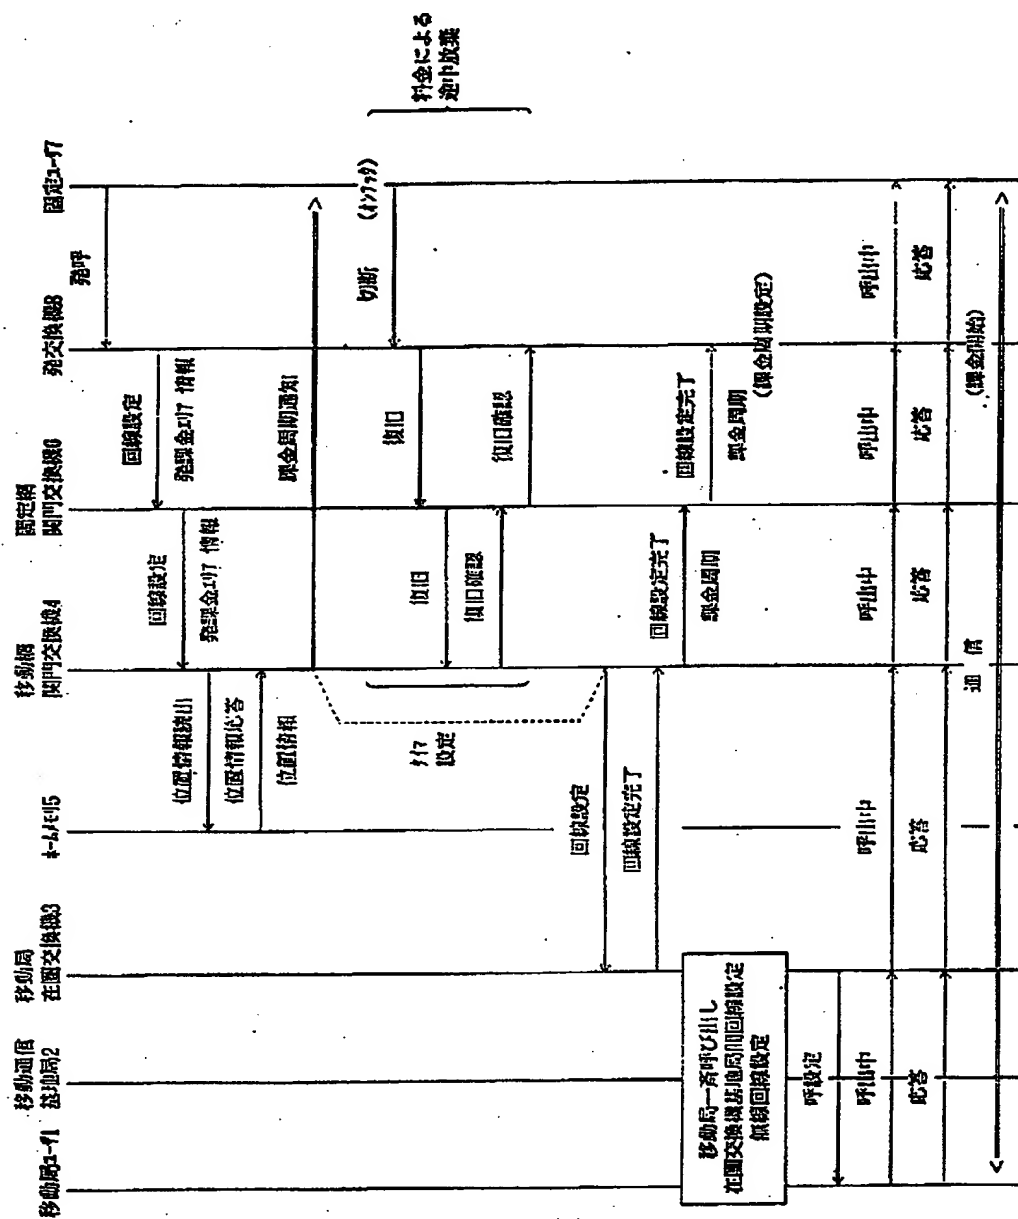 移動局ユーザ1
移動通信
基地局2
移動局
在圏交換機3
ホームメモリ5
移動網
関門交換機4
固定網
関門交換機6
発交換機8
固定ユーザ7
発呼
回線設定
発課金エリア情報
回線設定
発課金エリア情報
位置情報読出
位置情報応答
位置情報
課金周期通知
(オンフック)
切断
料金による
途中放棄
復旧
復旧
復旧確認
復旧確認
タイマ
設定
回線設定
回線設定完了
回線設定完了
課金周期
回線設定完了
課金周期
(課金周期設定)
移動局一斉呼び出し
在圏交換機基地局間回線設定
無線回線設定
呼設定
呼出中
呼出中
呼出中
呼出中
呼出中
応答
応答
応答
応答
応答
(課金開始)
通信